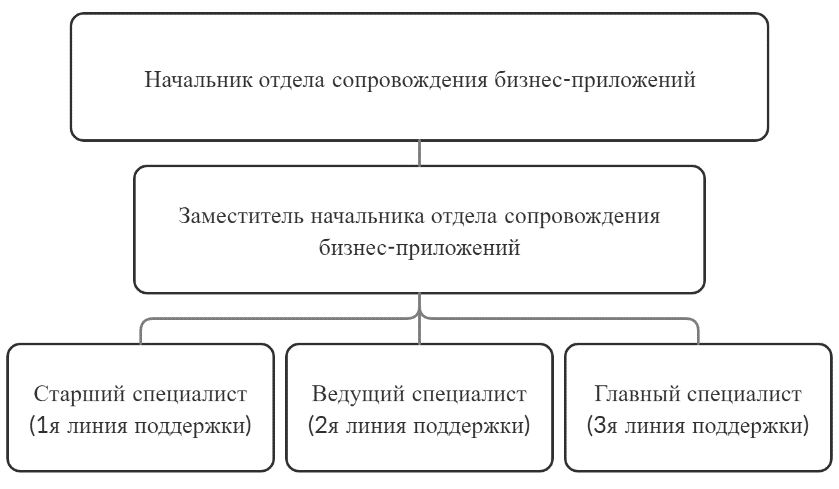 Начальник отдела сопровождения бизнес-приложений
Заместитель начальника отдела сопровождения
бизнес-приложений
Старший специалист
(1я линия поддержки)
Ведущий специалист
(2я линия поддержки)
Главный специалист
(3я линия поддержки)